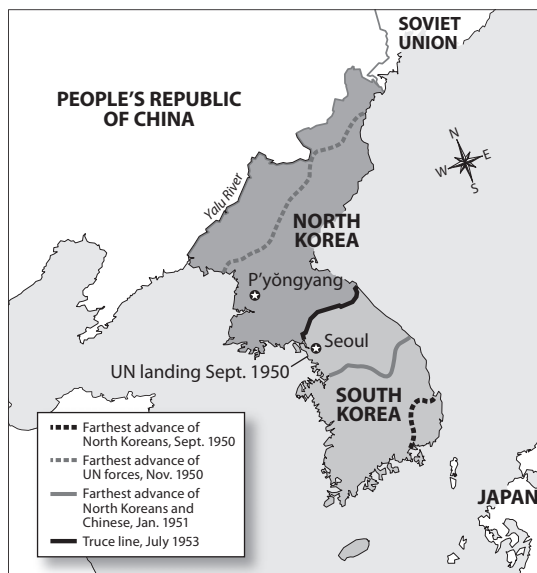 SOVIET
UNION
PEOPLE'S REPUBLIC
OF CHINA
N
W
E
S
Yalu River
NORTH
KOREA
P'yŏngyang
Seoul
UN landing Sept. 1950
SOUTH
KOREA
JAPAN
Farthest advance of
North Koreans, Sept. 1950
Farthest advance of
UN forces, Nov. 1950
Farthest advance of
North Koreans and
Chinese, Jan. 1951
Truce line, July 1953